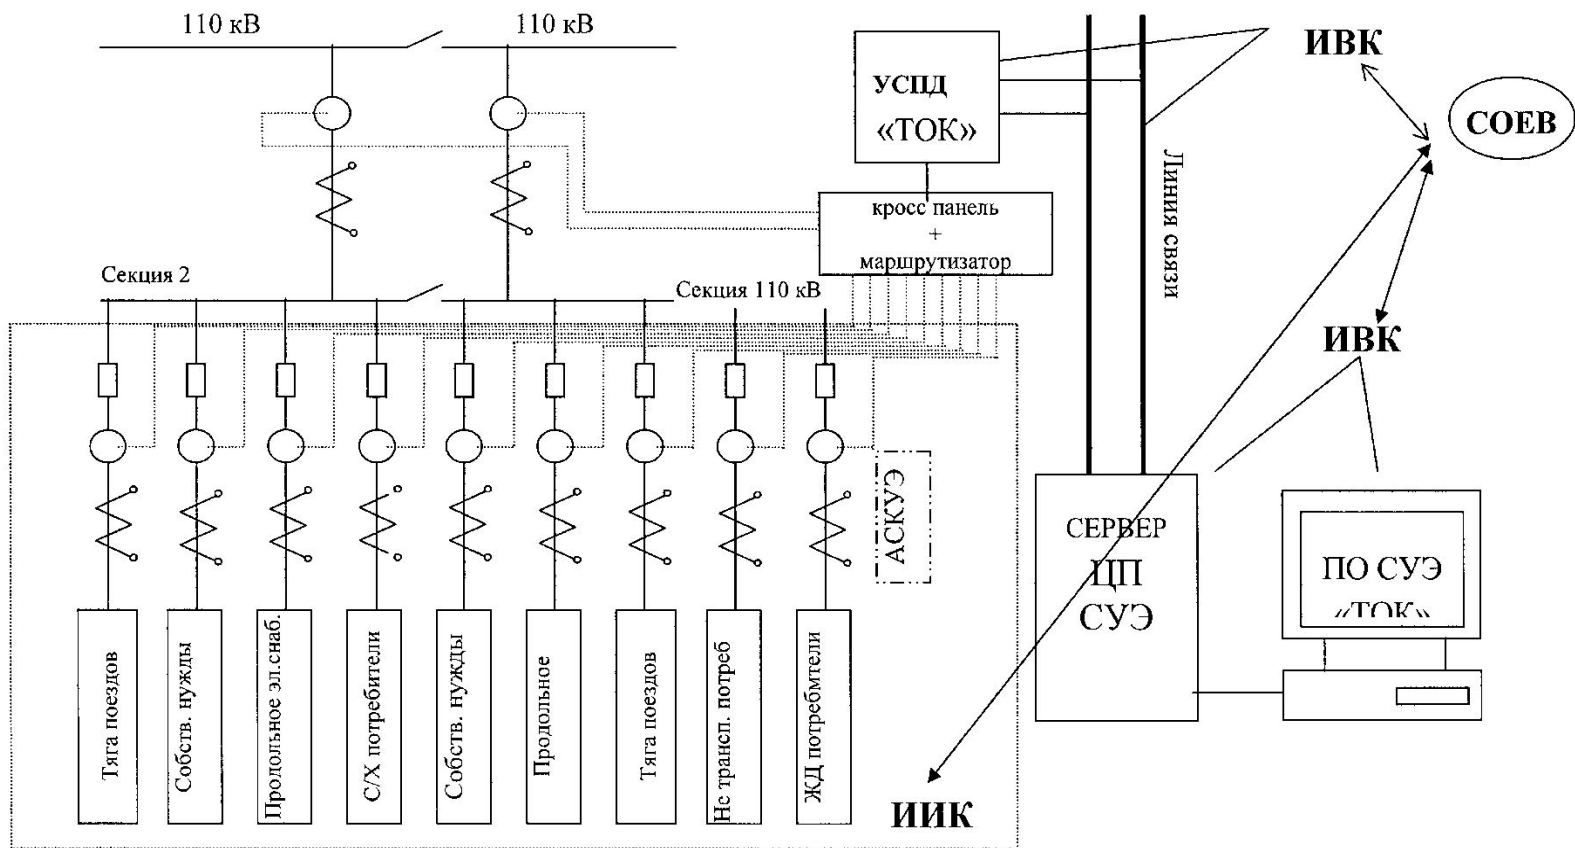 110 кВ
110 кВ
УСПД
«ТОК»
ИВК
СОЕВ
Линия связи
кросс панель
+
маршрутизатор
Секция 2
Секция 110 кВ
ИВК
АСКУЭ
СЕРВЕР
ЦП
СУЭ
ПО СУЭ
«ТОК»
Тяга поездов
Собств. нужды
Продольное эл.снаб.
С/Х потребители
Собств. нужды
Продольное
Тяга поездов
Не трансп. потреб
ЖД потребмтели
ИИК